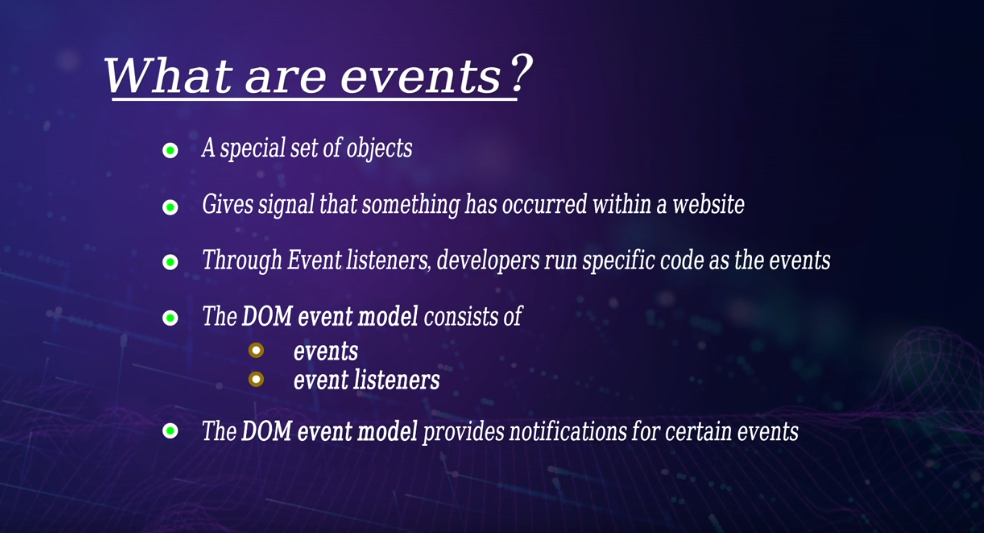 What are events?
A special set of objects
Gives signal that something has occurred within a website
Through Event listeners, developers run specific code as the events
The DOM event model consists of
events
event listeners
The DOM event model provides notifications for certain events